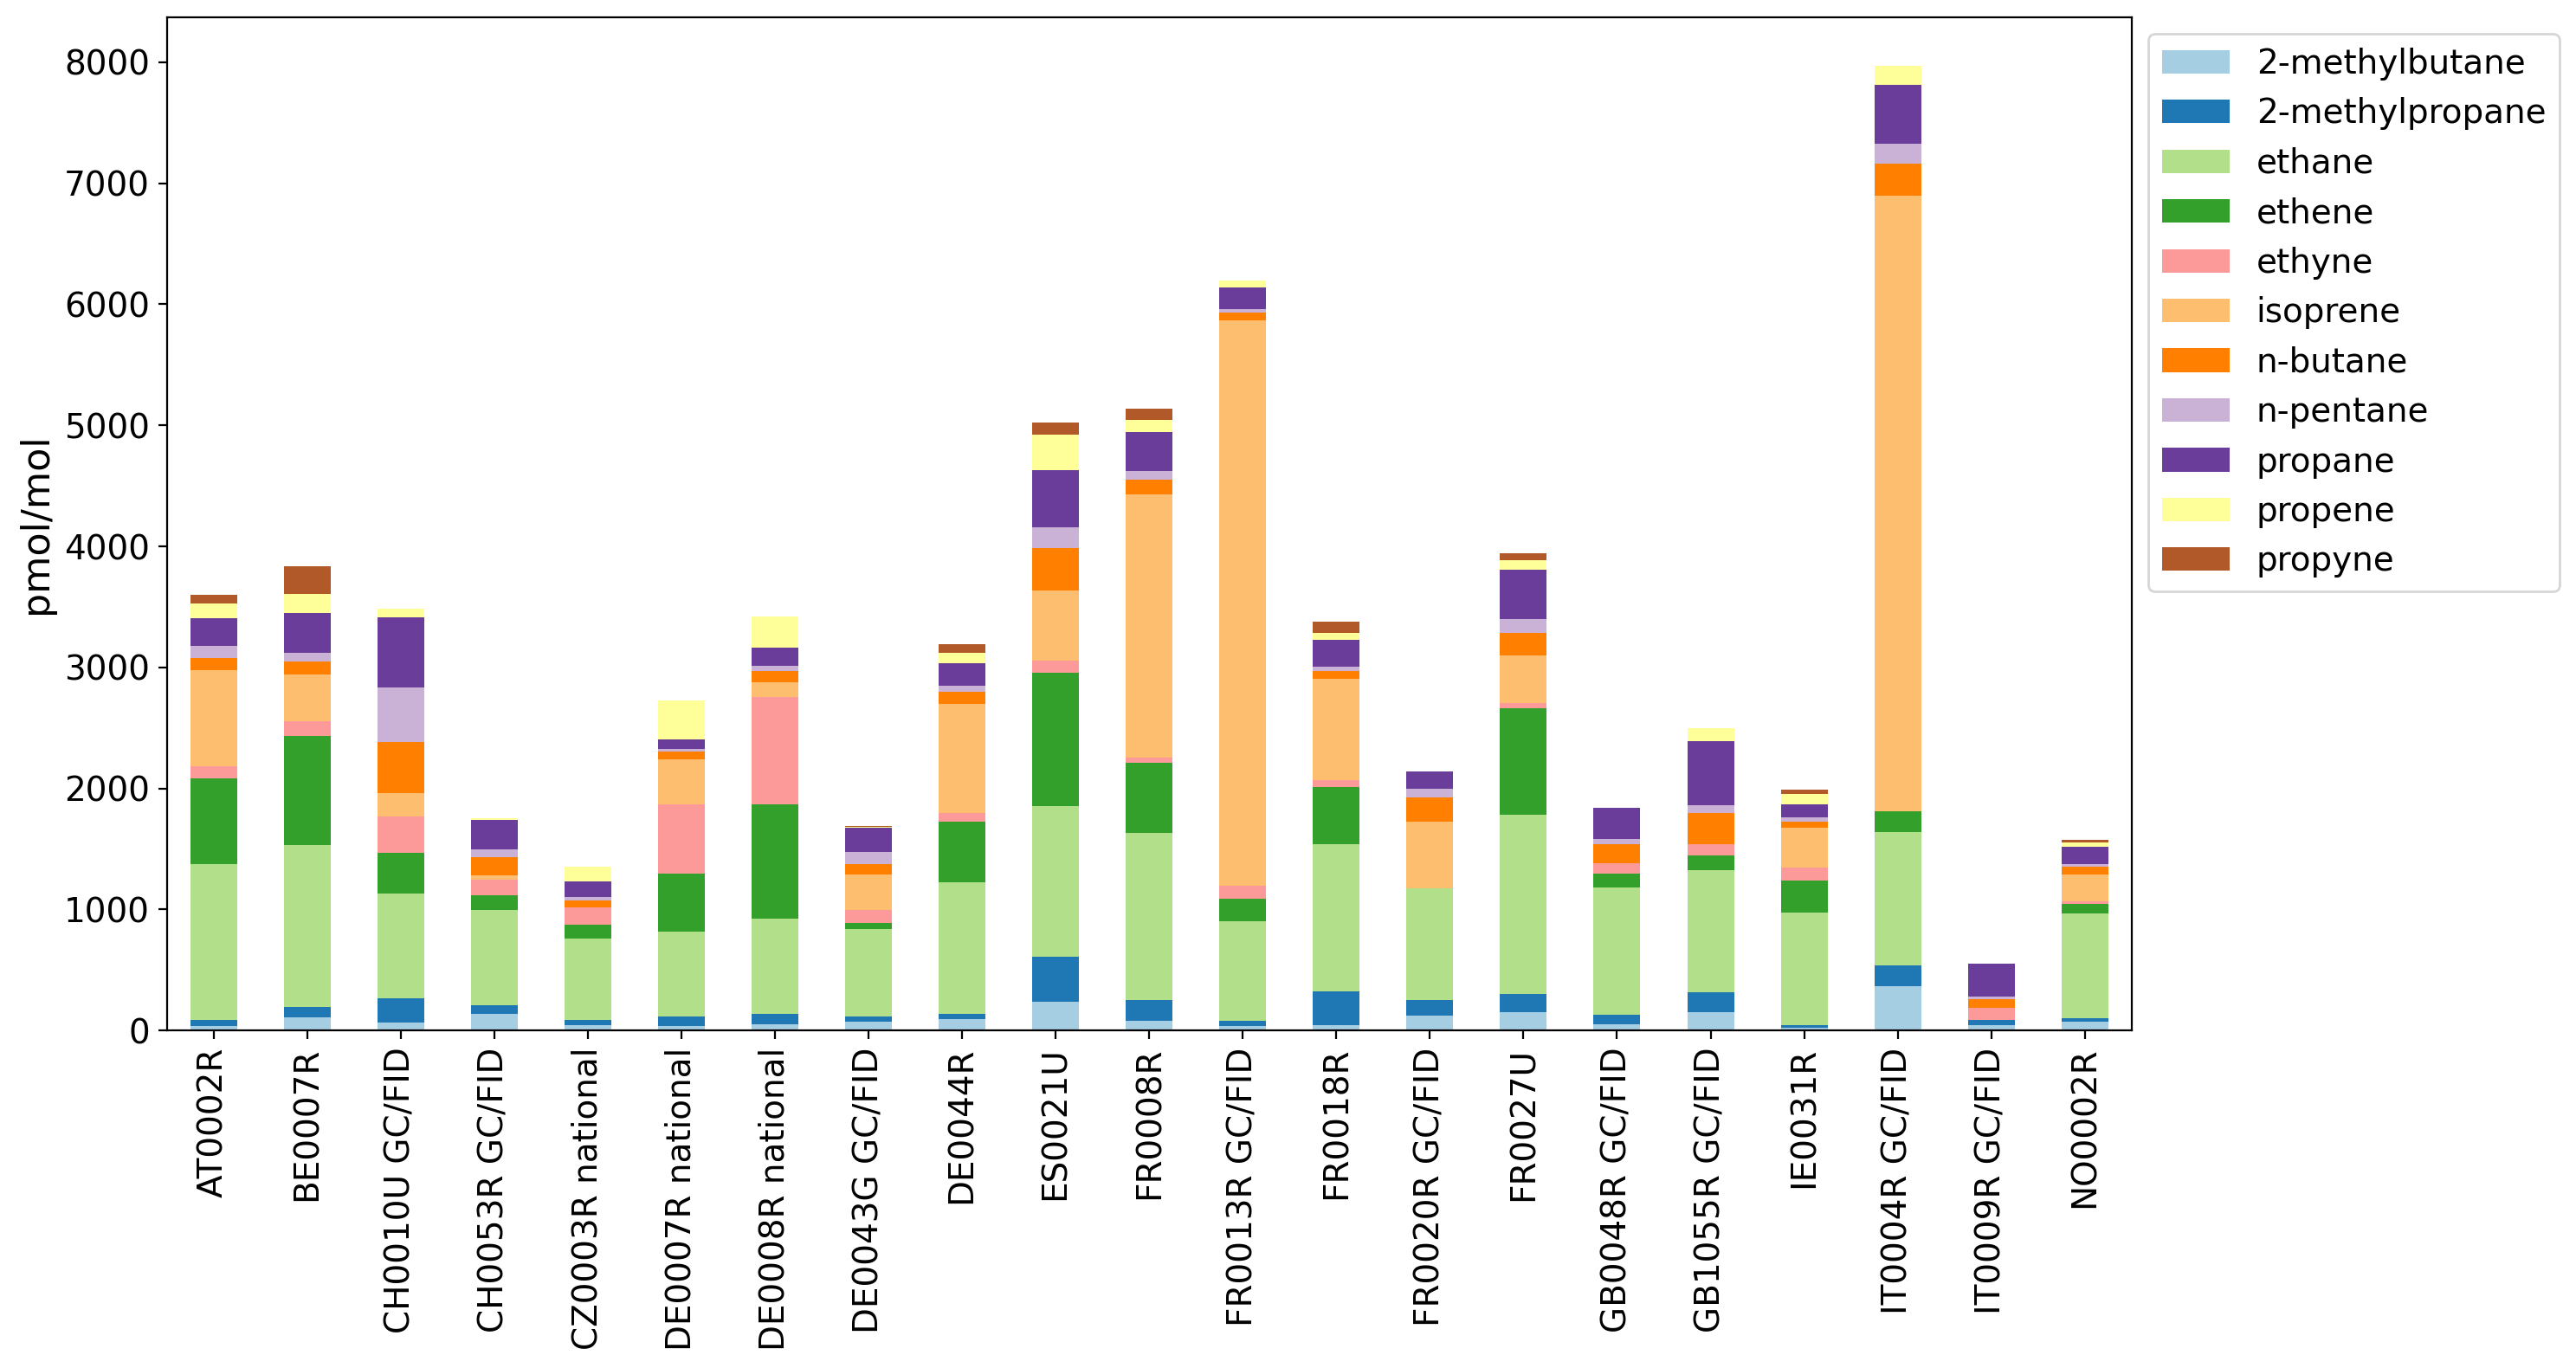 8000
7000
6000
5000
4000
3000
2000
1000
0
pmol/mol
AT0002R
BE0007R
CH0010U GC/FID
CH0053R GC/FID
CZ0003R national
DE0007R national
DE0008R national
DE0043G GC/FID
DE0044R
ES0021U
FR0008R
FR0013R GC/FID
FR0018R
FR0020R GC/FID
FR0027U
GB0048R GC/FID
GB1055R GC/FID
IE0031R
IT0004R GC/FID
IT0009R GC/FID
NO0002R
2-methylbutane
2-methylpropane
ethane
ethene
ethyne
isoprene
n-butane
n-pentane
propane
propene
propyne